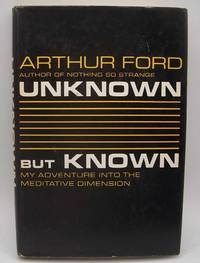 ARTHUR FORD
AUTHOR OF NOTHING SO STRANGE
UNKNOWN
BUT KNOWN
MY ADVENTURE INTO THE
MEDITATIVE DIMENSION